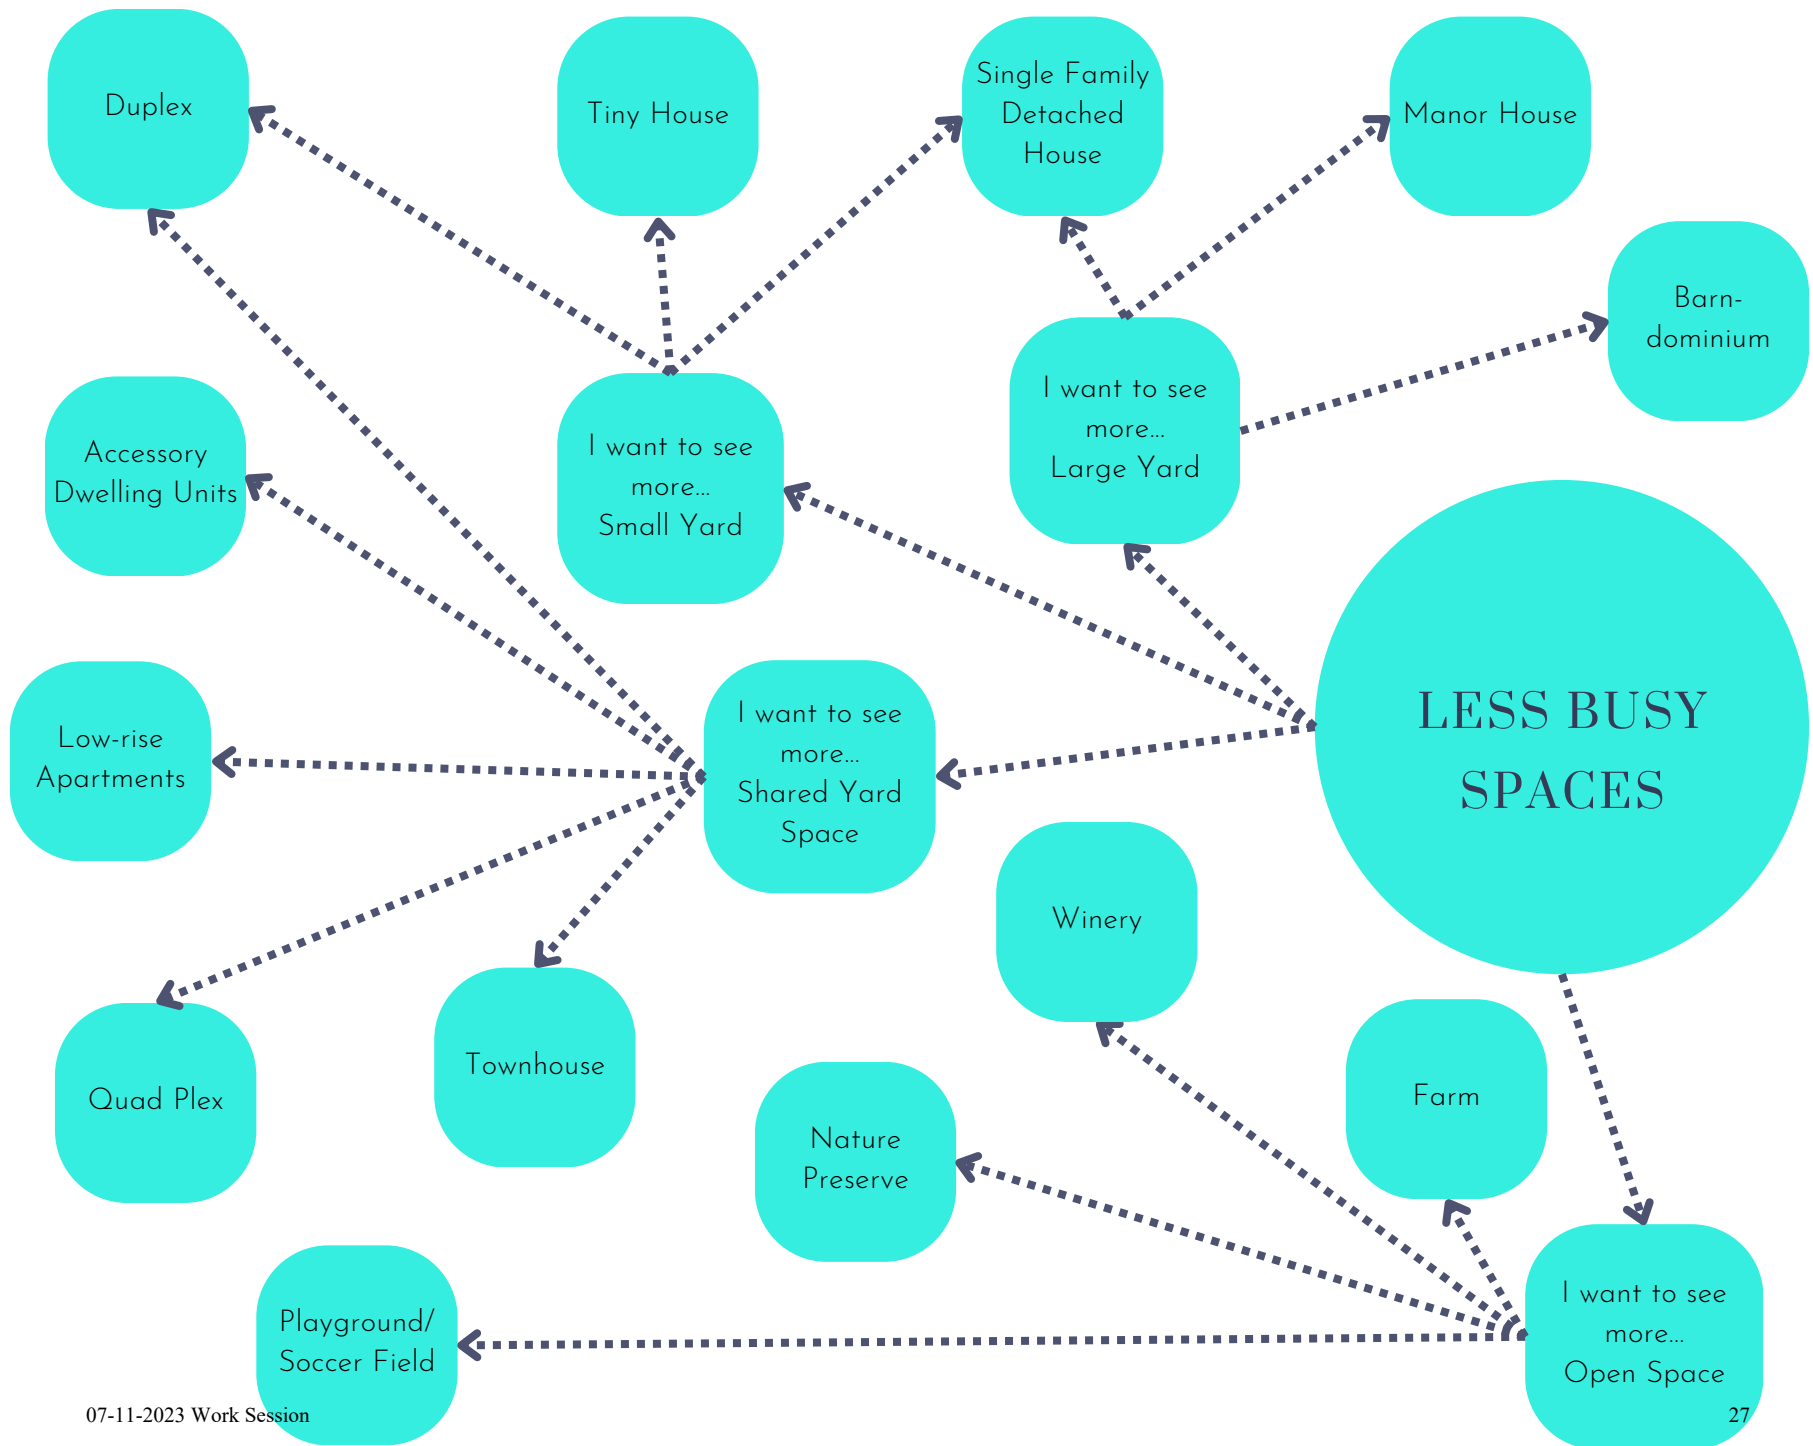 Duplex
Tiny House
Single Family
Detached
House
Manor House
Barn-
dominium
Accessory
Dwelling Units
I want to see
more...
Small Yard
I want to see
more...
Large Yard
LESS BUSY
SPACES
Low-rise
Apartments
I want to see
more...
Shared Yard
Space
Winery
Quad Plex
Townhouse
Nature
Preserve
Farm
Playground/
Soccer Field
I want to see
more...
Open Space
07-11-2023 Work Session
27